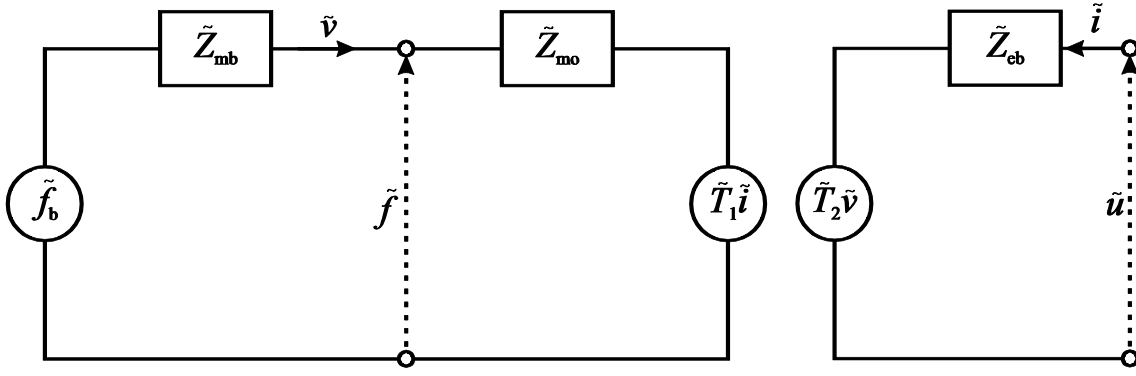 Z̃mb
ṽ
Z̃mo
Z̃eb
ĩ
f̃b
f̃
T̃1ĩ
T̃2ṽ
ũ